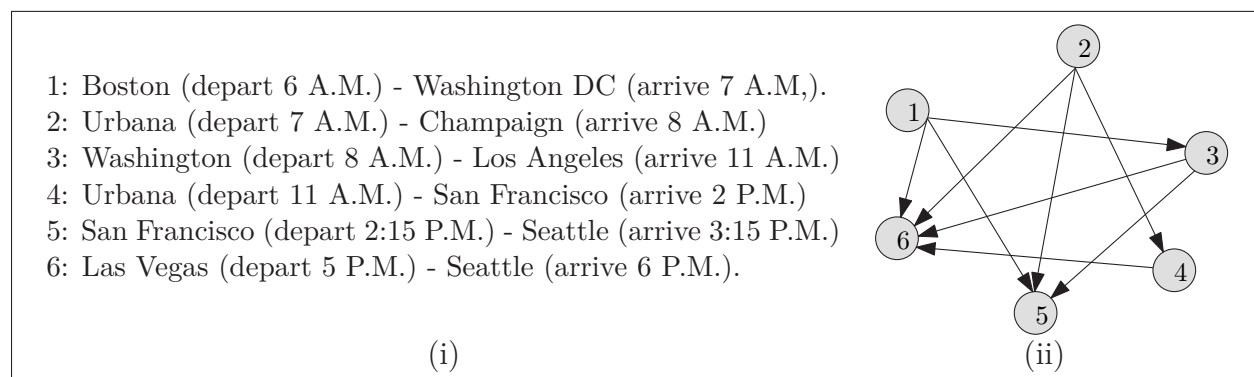 1: Boston (depart 6 A.M.) - Washington DC (arrive 7 A.M,).
2: Urbana (depart 7 A.M.) - Champaign (arrive 8 A.M.)
3: Washington (depart 8 A.M.) - Los Angeles (arrive 11 A.M.)
4: Urbana (depart 11 A.M.) - San Francisco (arrive 2 P.M.)
5: San Francisco (depart 2:15 P.M.) - Seattle (arrive 3:15 P.M.)
6: Las Vegas (depart 5 P.M.) - Seattle (arrive 6 P.M.).
(i)
2
1
3
6
4
5
(ii)